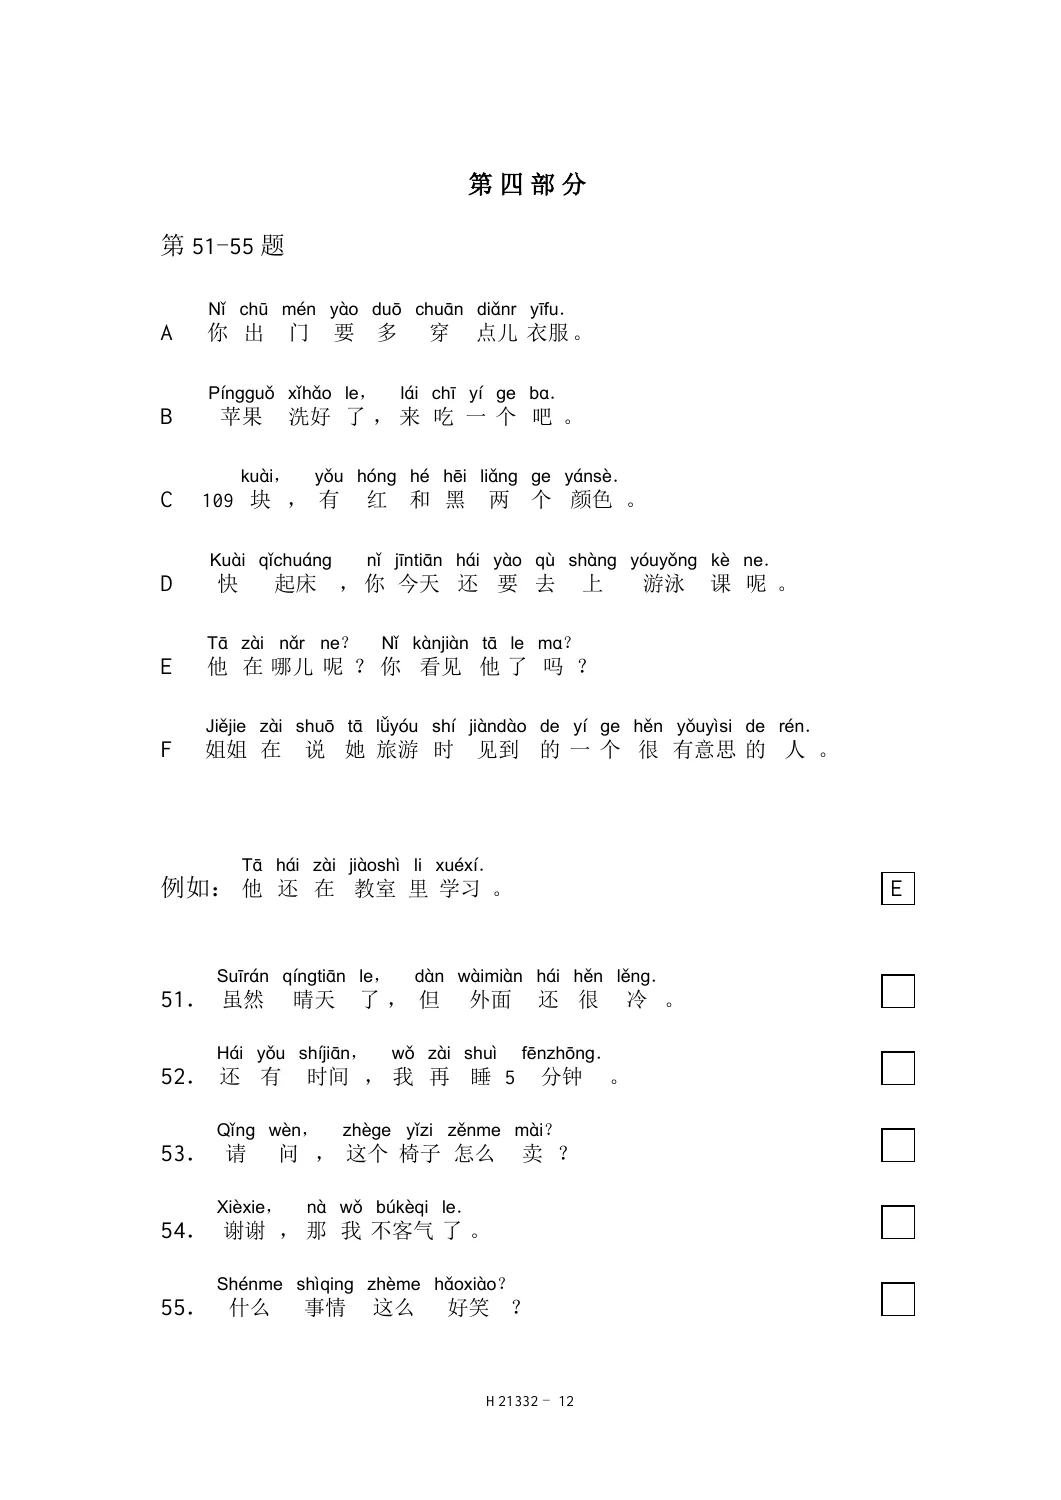 第四部分
第 51-55 题
Nǐ chū mén yào duō chuān diǎnr yīfu.
A 你出门要多穿点儿衣服。
Píngguǒ xǐhǎo le, lái chī yí ge ba.
B 苹果洗好了，来吃一个吧。
kuài, yǒu hóng hé hēi liǎng ge yánsè.
C 109 块，有红和黑两个颜色。
Kuài qǐchuáng nǐ jīntiān hái yào qù shàng yóuyǒng kè ne.
D 快起床，你今天还要去上游泳课呢。
Tā zài nǎr ne? Nǐ kànjiàn tā le ma?
E 他在哪儿呢？你看见他了吗？
Jiějie zài shuō tā lǚyóu shí jiàndào de yí ge hěn yǒuyìsi de rén.
F 姐姐在说她旅游时见到的一个很有意思的人。
Tā hái zài jiàoshì li xuéxí.
例如：他还在教室里学习。 E
Suīrán qíngtiān le, dàn wàimiàn hái hěn lěng.
51. 虽然晴天了，但外面还很冷。
Hái yǒu shíjiān, wǒ zài shuì fēnzhōng.
52. 还有时间，我再睡 5 分钟。
Qǐng wèn, zhège yǐzi zěnme mài?
53. 请问，这个椅子怎么卖？
Xièxie, nà wǒ búkèqi le.
54. 谢谢，那我不客气了。
Shénme shìqing zhème hǎoxiào?
55. 什么事情这么好笑？
H21332- 12